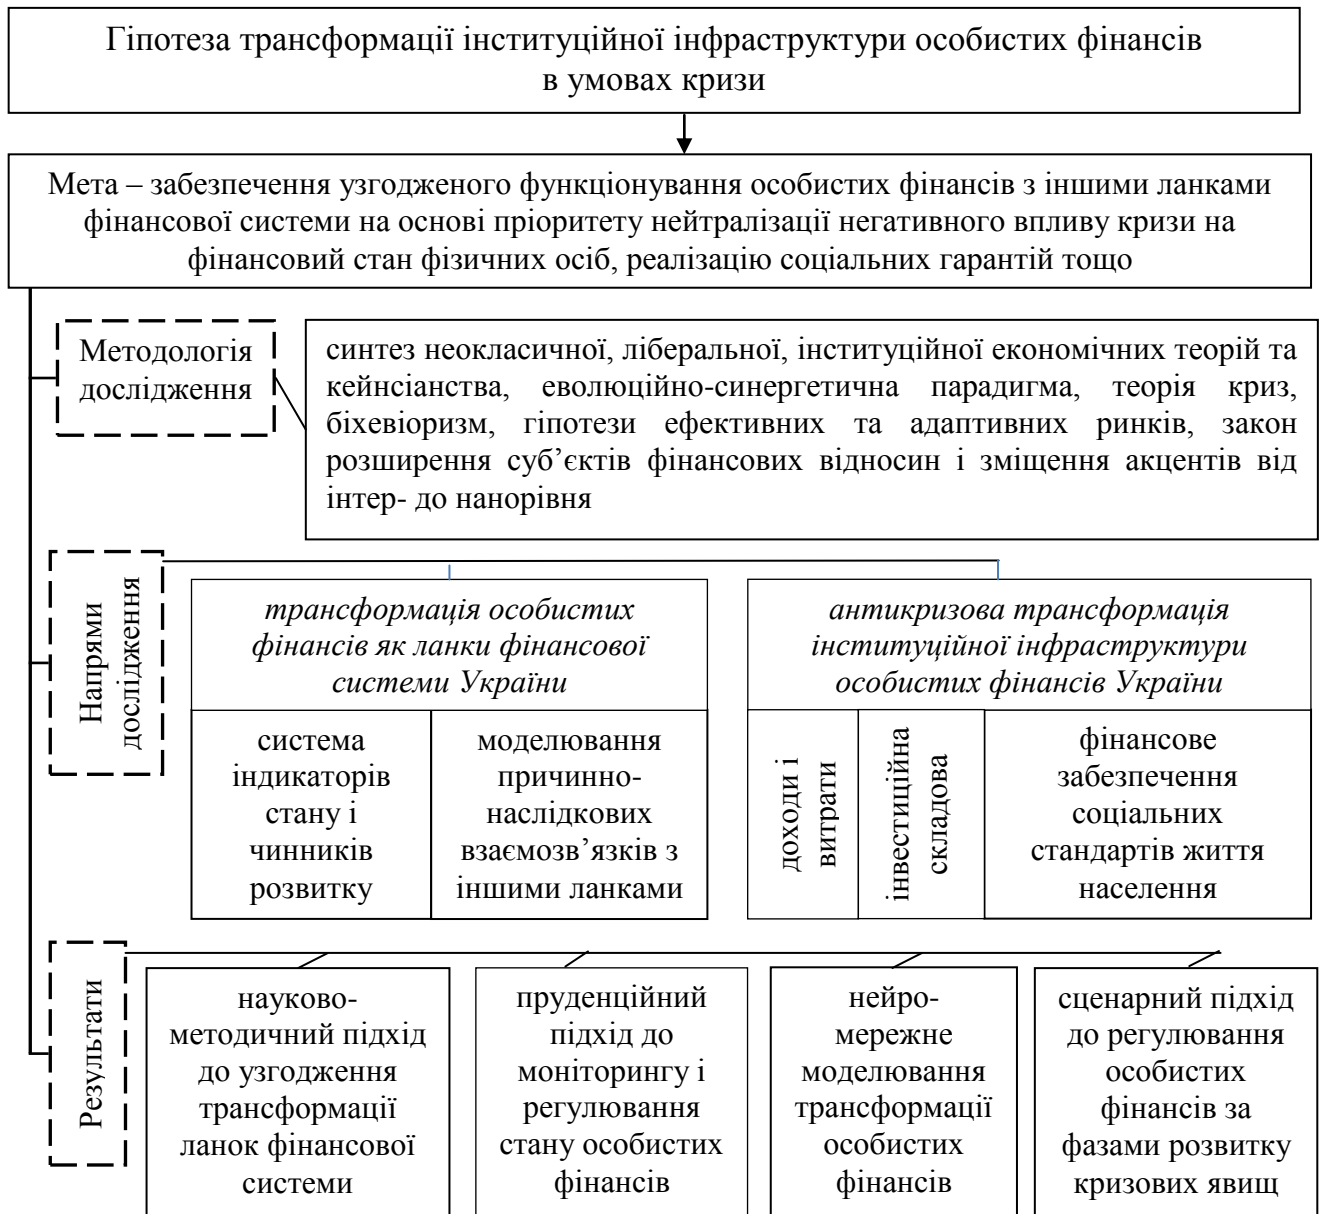 Гіпотеза трансформації інституційної інфраструктури особистих фінансів
в умовах кризи
Мета – забезпечення узгодженого функціонування особистих фінансів з іншими ланками
фінансової системи на основі пріоритету нейтралізації негативного впливу кризи на
фінансовий стан фізичних осіб, реалізацію соціальних гарантій тощо
Методологія
дослідження
синтез неокласичної, ліберальної, інституційної економічних теорій та
кейнсіанства, еволюційно-синергетична парадигма, теорія криз,
біхевіоризм, гіпотези ефективних та адаптивних ринків, закон
розширення суб’єктів фінансових відносин і зміщення акцентів від
інтер- до нанорівня
Напрями
дослідження
трансформація особистих
фінансів як ланки фінансової
системи України
система
індикаторів
стану і
чинників
розвитку
моделювання
причинно-
наслідкових
взаємозв’язків з
іншими ланками
антикризова трансформація
інституційної інфраструктури
особистих фінансів України
доходи і
витрати
інвестиційна
складова
фінансове
забезпечення
соціальних
стандартів життя
населення
Результати
науково-
методичний підхід
до узгодження
трансформації
ланок фінансової
системи
пруденційний
підхід до
моніторингу і
регулювання
стану особистих
фінансів
нейро-
мережне
моделювання
трансформації
особистих
фінансів
сценарний підхід
до регулювання
особистих
фінансів за
фазами розвитку
кризових явищ